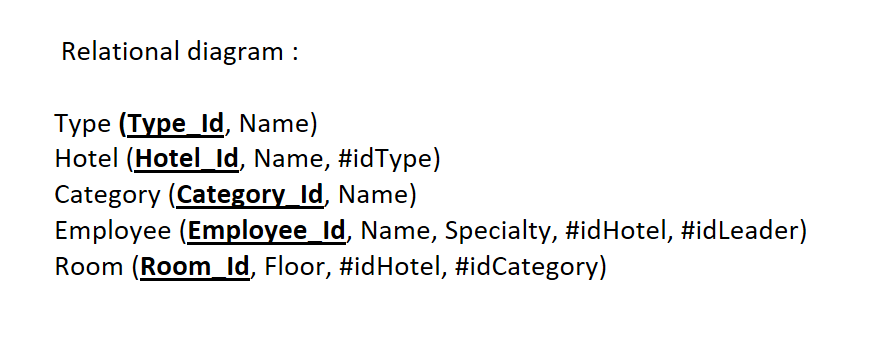 Relational diagram :
Type (Type_Id, Name)
Hotel (Hotel_Id, Name, #idType)
Category (Category_Id, Name)
Employee (Employee_Id, Name, Specialty, #idHotel, #idLeader)
Room (Room_Id, Floor, #idHotel, #idCategory)